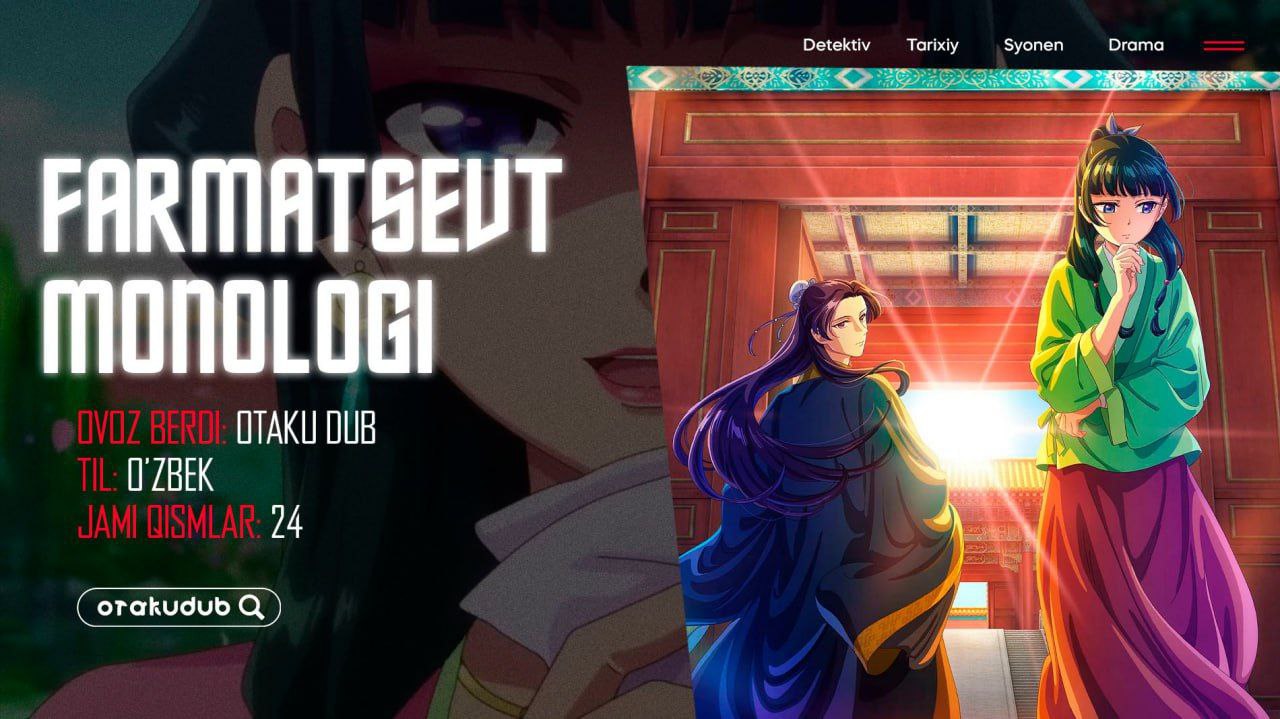 Detektiv Tarixiy Syonen Drama
FARMATSEVT
MONOLOGI
OVOZ BERDI: OTAKU DUB
TIL: O'ZBEK
JAMI QISMLAR: 24
otakudub